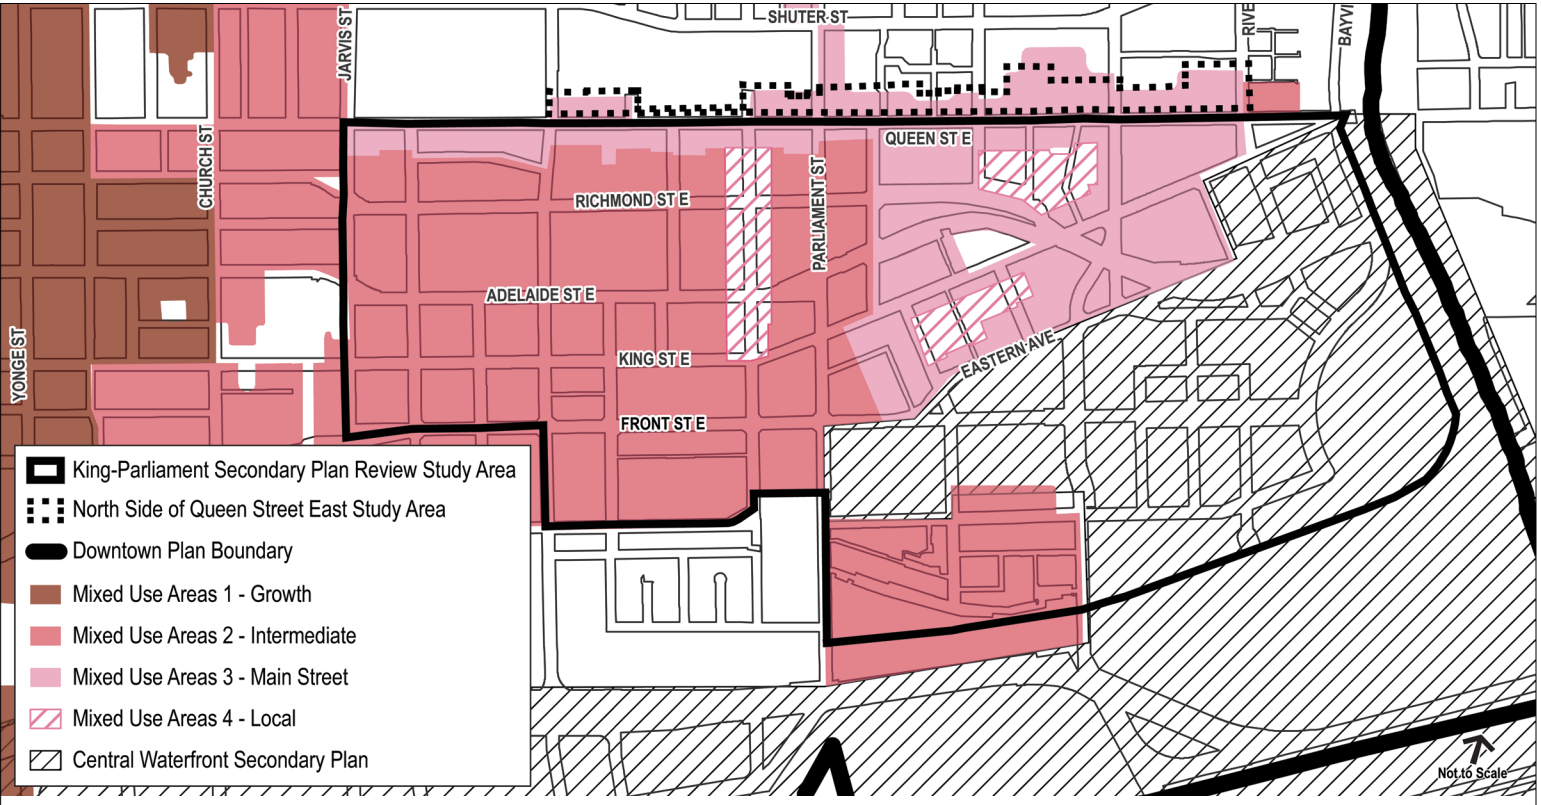 SHUTER ST
JARVIS ST
RIVE
BAYVI
CHURCH ST
QUEEN ST E
PARLIAMENT ST
RICHMOND ST E
ADELAIDE ST E
YONGE ST
KING ST E
EASTERN AVE
FRONT ST E
King-Parliament Secondary Plan Review Study Area
North Side of Queen Street East Study Area
Downtown Plan Boundary
Mixed Use Areas 1 - Growth
Mixed Use Areas 2 - Intermediate
Mixed Use Areas 3 - Main Street
Mixed Use Areas 4 - Local
Central Waterfront Secondary Plan
Not to Scale